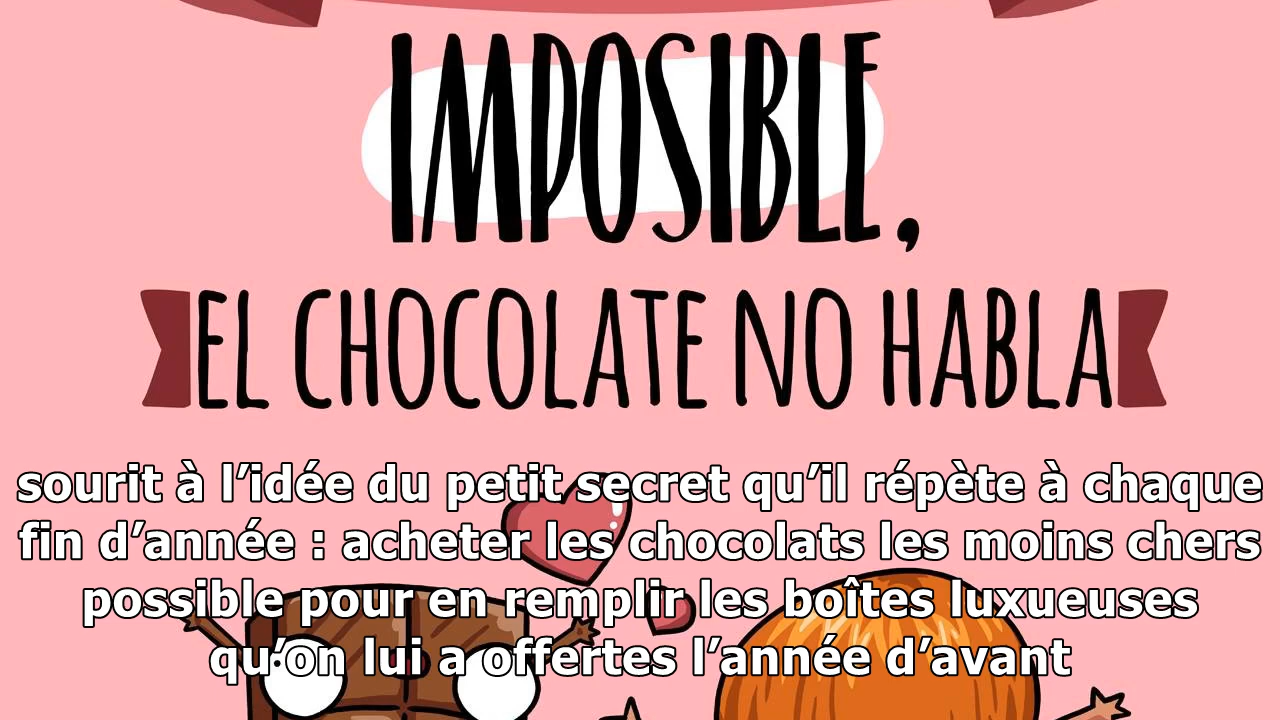 IMPOSIBLE,
EL CHOCOLATE NO HABLA
sourit à l’idée du petit secret qu’il répète à chaque
fin d’année : acheter les chocolats les moins chers
possible pour en remplir les boîtes luxueuses
qu’on lui a offertes l’année d’avant